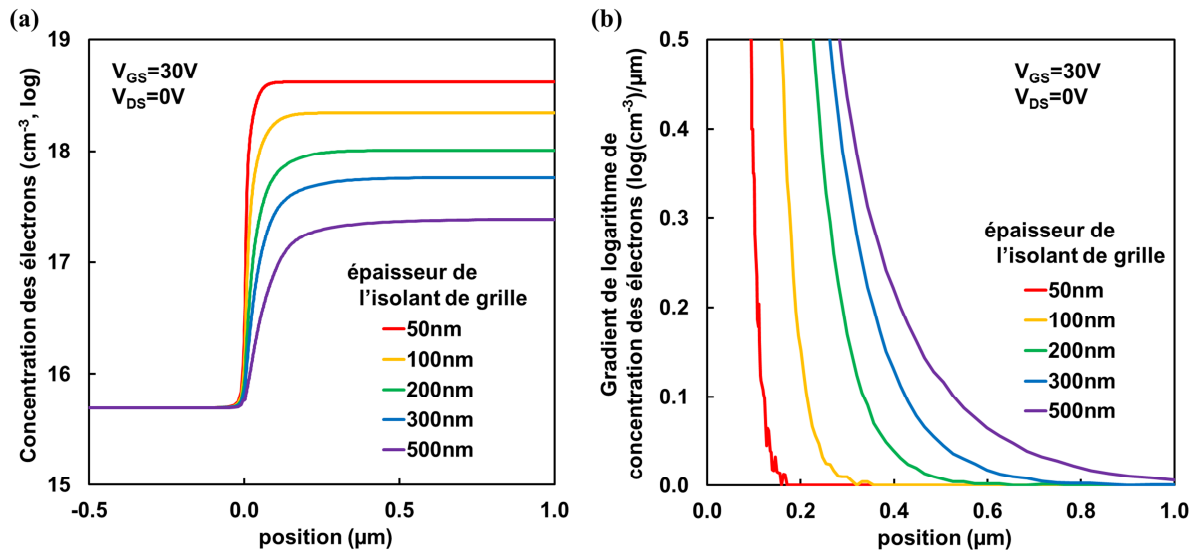 (a)
Concentration des électrons (cm⁻³, log)
19
18
17
16
15
V_GS=30V
V_DS=0V
épaisseur de
l'isolant de grille
50nm
100nm
200nm
300nm
500nm
-0.5
0.0
0.5
1.0
position (µm)
(b)
Gradient de logarithme de
concentration des électrons (log(cm⁻³)/µm)
0.5
0.4
0.3
0.2
0.1
0.0
V_GS=30V
V_DS=0V
épaisseur de
l'isolant de grille
50nm
100nm
200nm
300nm
500nm
0.0
0.2
0.4
0.6
0.8
1.0
position (µm)